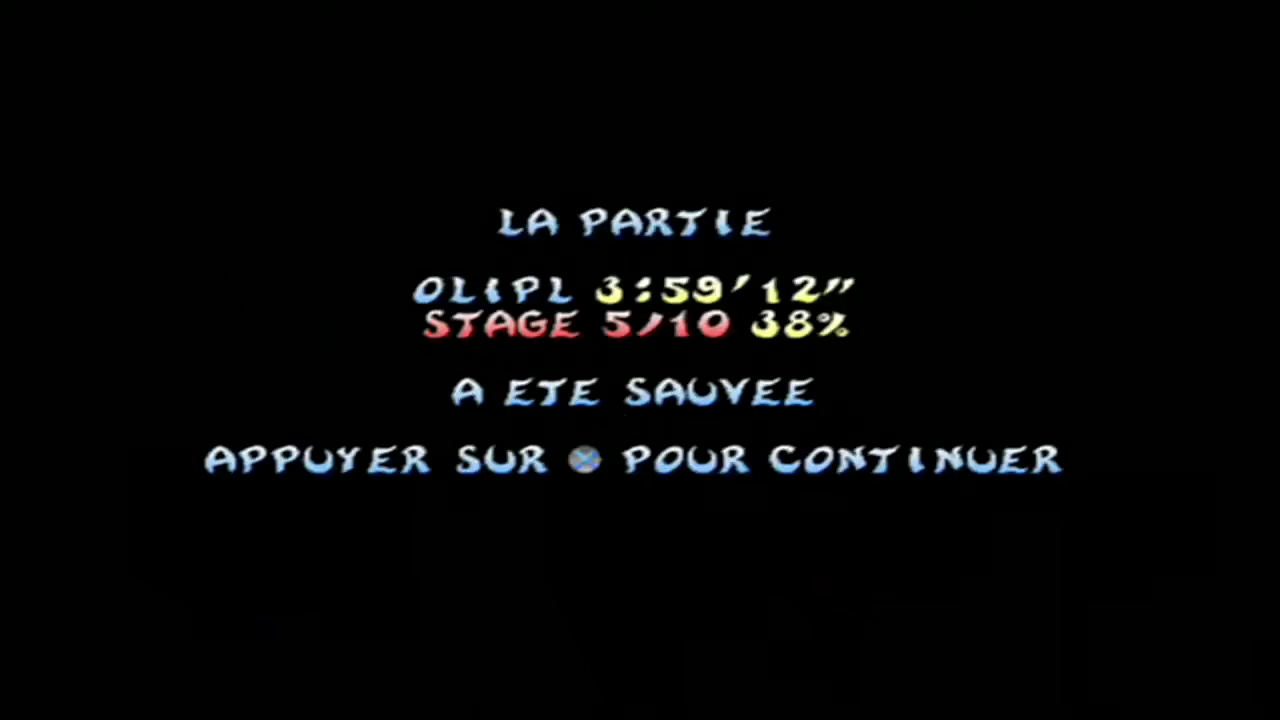 LA PARTIE
OLIPL 3:59'12"
STAGE 5/10 38%
A ETE SAUVEE
APPUYER SUR ⓧ POUR CONTINUER